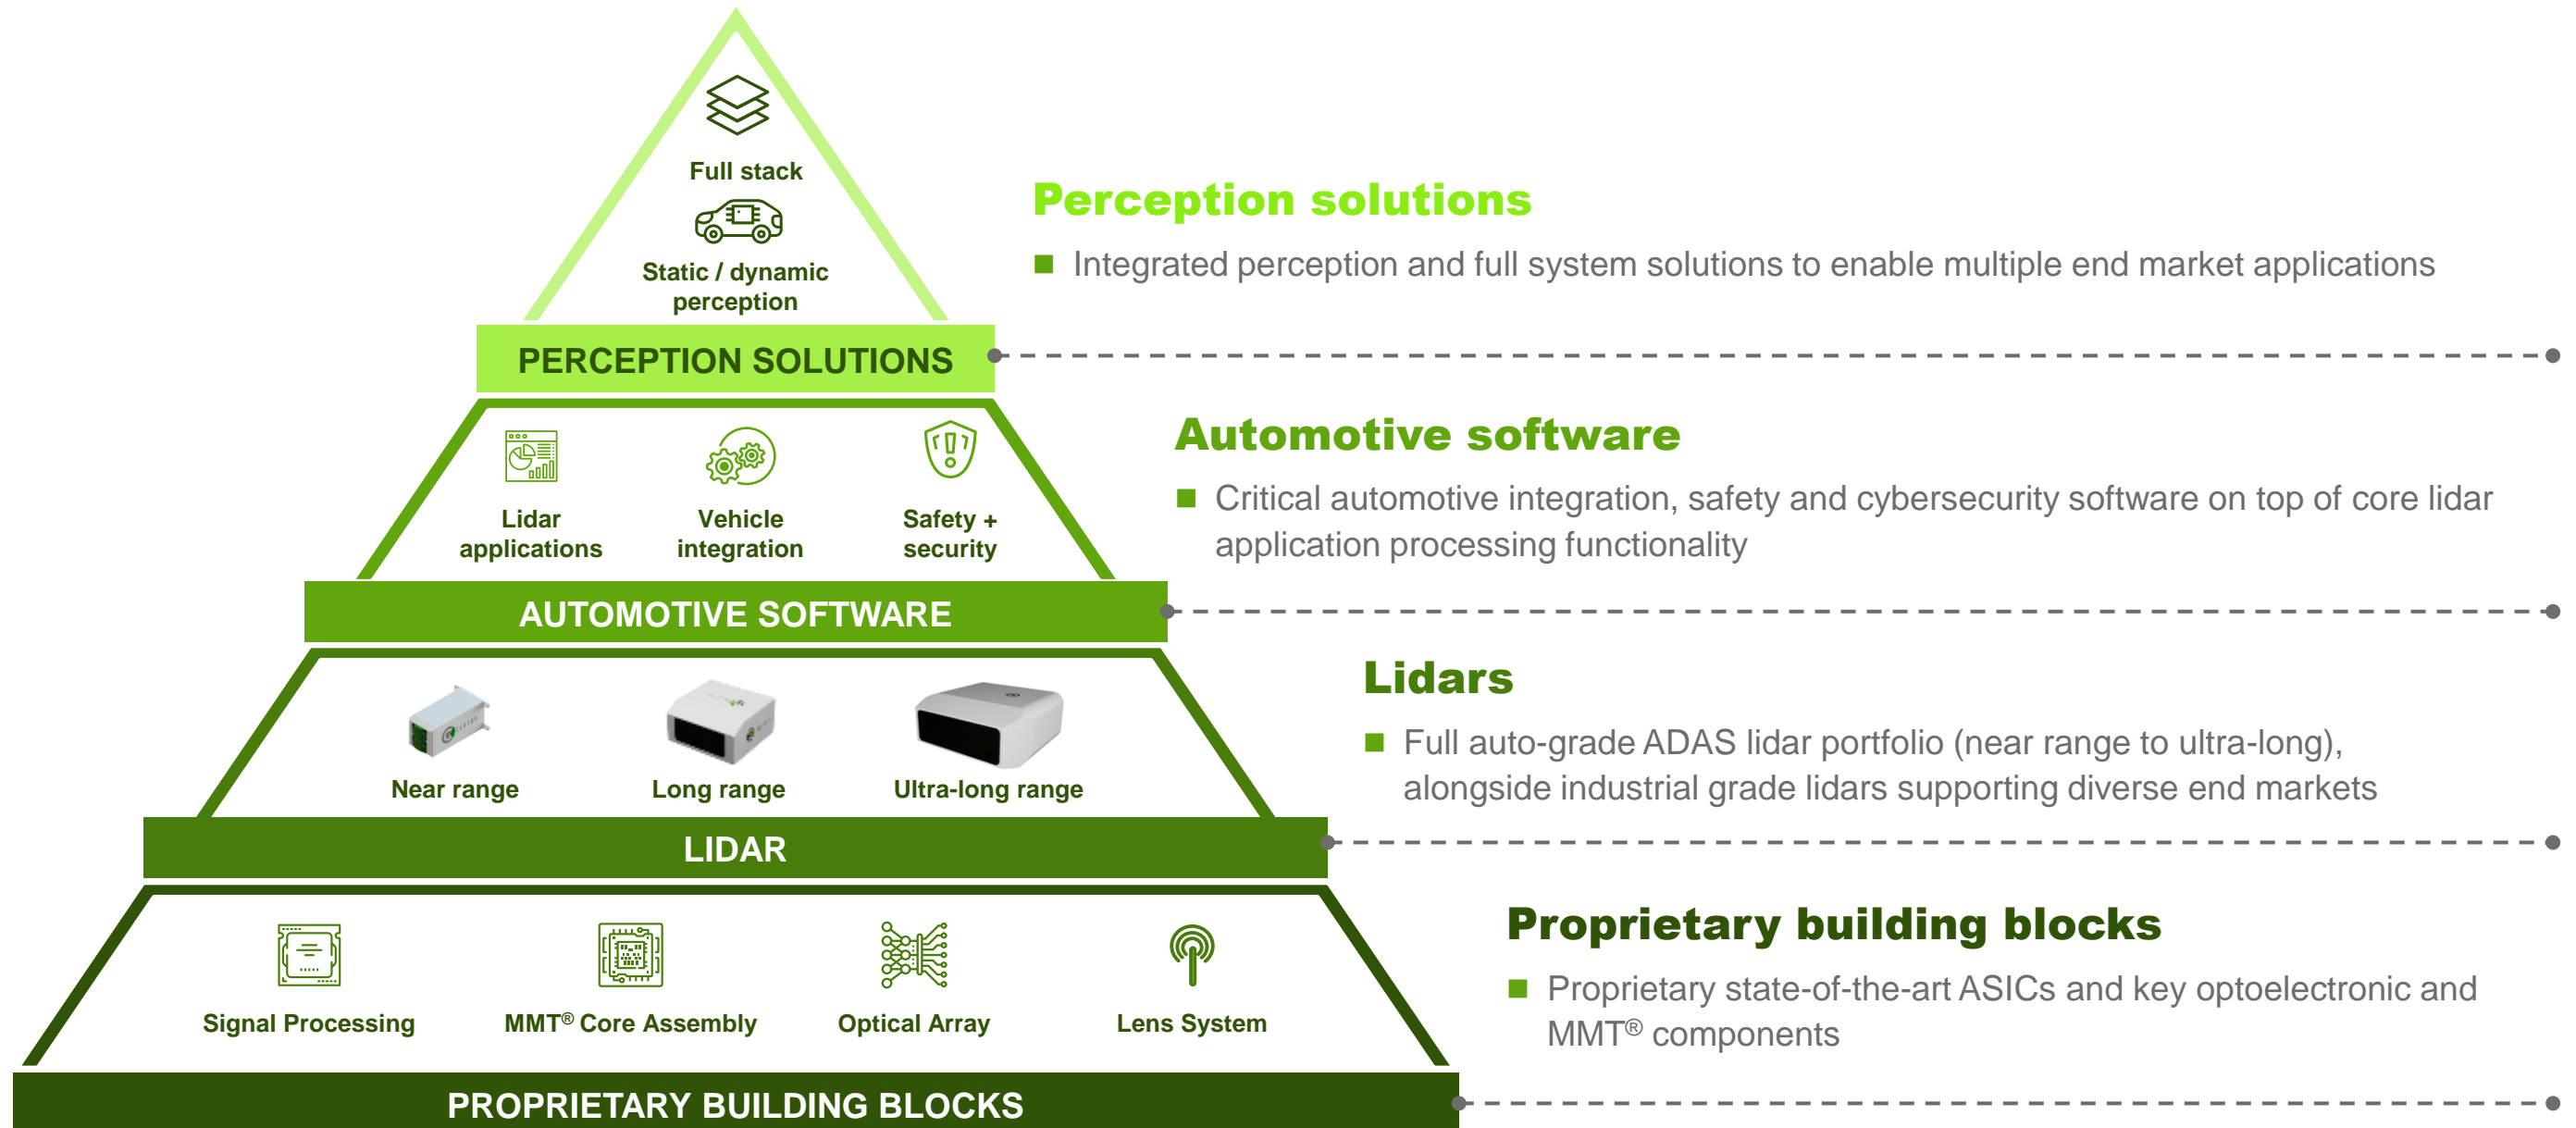 Full stack
Static / dynamic
perception
PERCEPTION SOLUTIONS
Perception solutions
■ Integrated perception and full system solutions to enable multiple end market applications
Lidar
applications
Vehicle
integration
Safety +
security
AUTOMOTIVE SOFTWARE
Automotive software
■ Critical automotive integration, safety and cybersecurity software on top of core lidar
application processing functionality
Near range
Long range
Ultra-long range
LIDAR
Lidars
■ Full auto-grade ADAS lidar portfolio (near range to ultra-long),
alongside industrial grade lidars supporting diverse end markets
Signal Processing
MMT® Core Assembly
Optical Array
Lens System
PROPRIETARY BUILDING BLOCKS
Proprietary building blocks
■ Proprietary state-of-the-art ASICs and key optoelectronic and
MMT® components